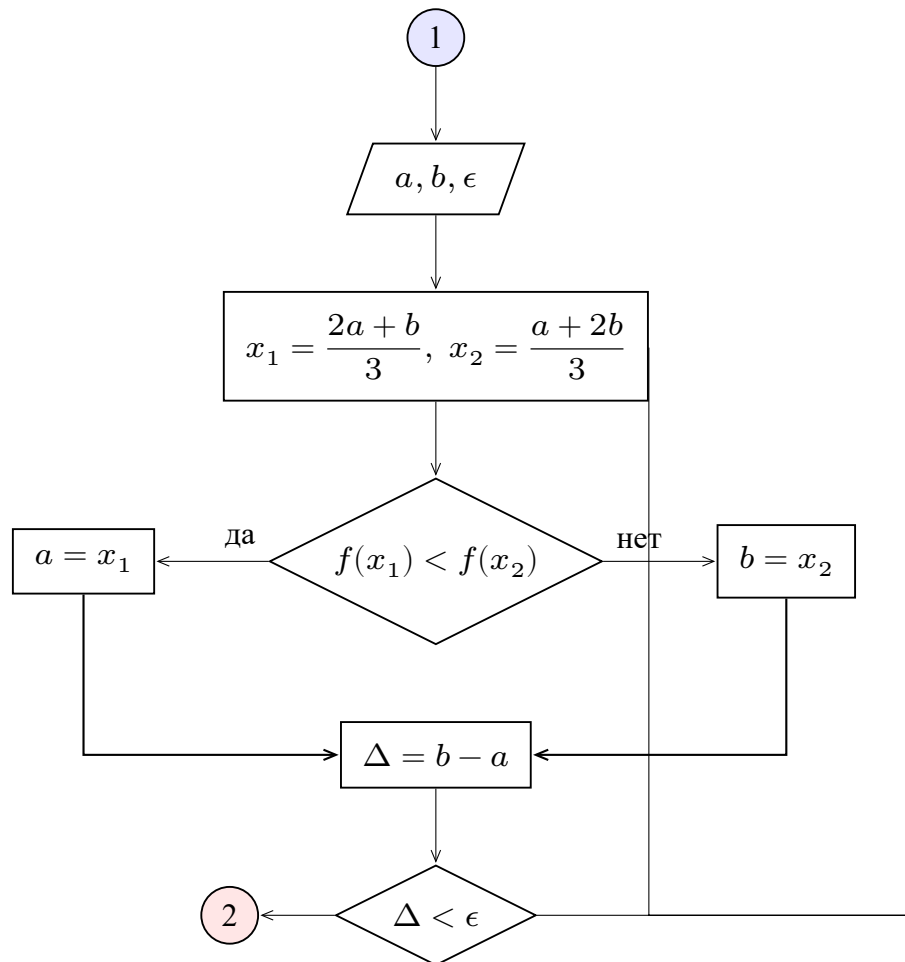 1
a, b, ϵ
x₁ = (2a + b)/3, x₂ = (a + 2b)/3
да
нет
a = x₁
f(x₁) < f(x₂)
b = x₂
Δ = b − a
2
Δ < ϵ